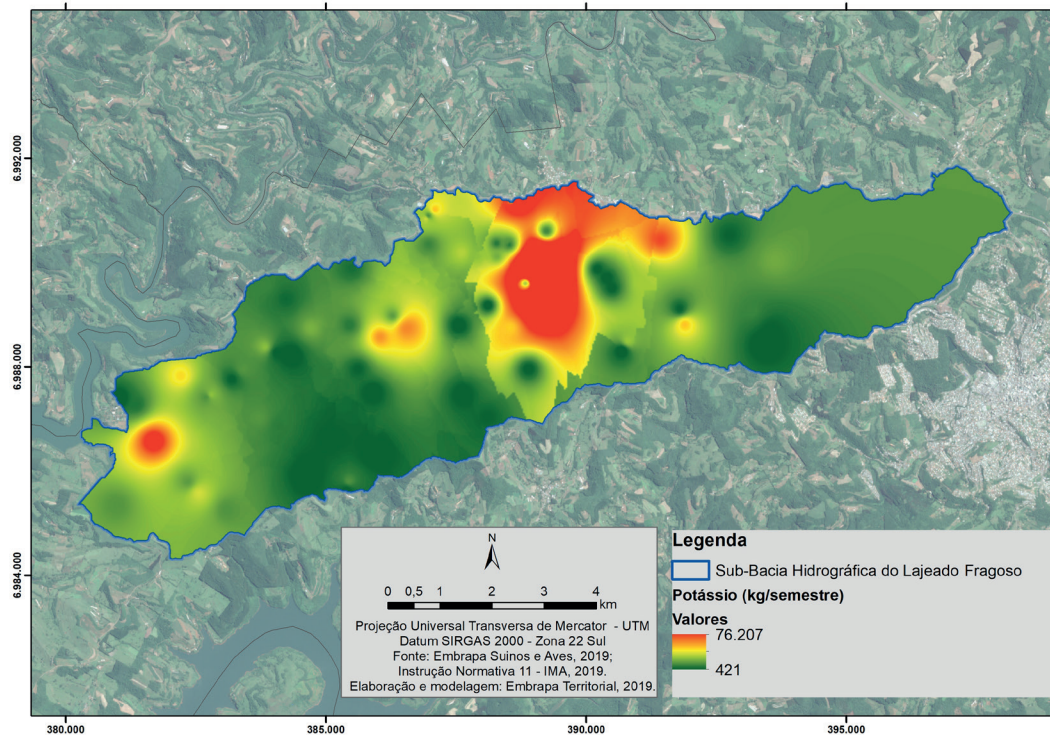 6.992.000
6.988.000
6.984.000
N
0 0,5 1 2 3 4
km
Projeção Universal Transversa de Mercator - UTM
Datum SIRGAS 2000 - Zona 22 Sul
Fonte: Embrapa Suinos e Aves, 2019;
Instrução Normativa 11 - IMA, 2019.
Elaboração e modelagem: Embrapa Territorial, 2019.
Legenda
Sub-Bacia Hidrográfica do Lajeado Fragoso
Potássio (kg/semestre)
Valores
76.207
421
380.000 385.000 390.000 395.000